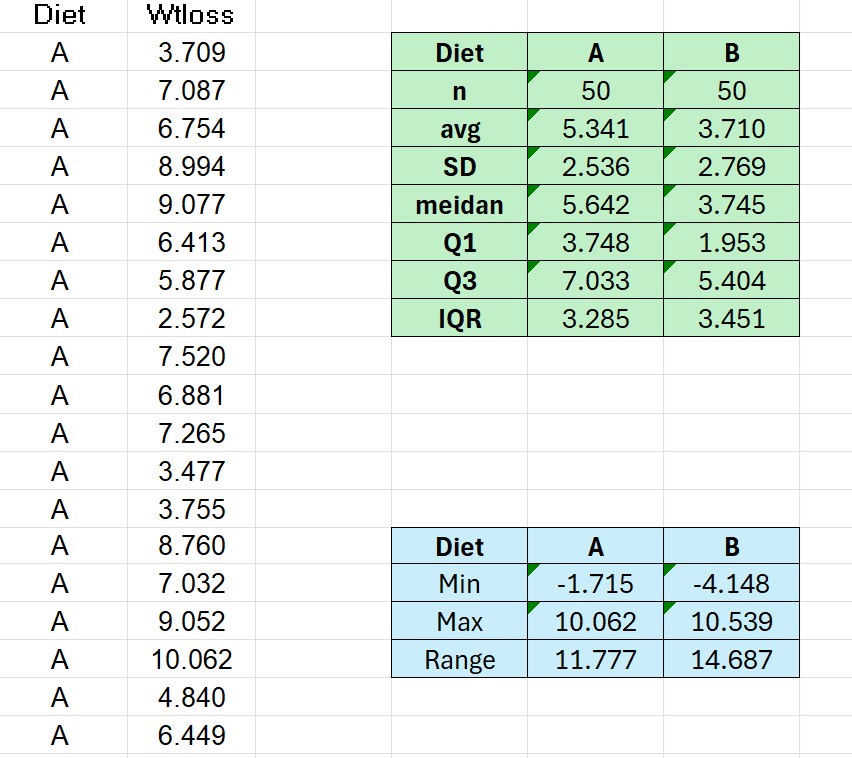 Diet Wtloss
A 3.709 Diet A B
A 7.087 n 50 50
A 6.754 avg 5.341 3.710
A 8.994 SD 2.536 2.769
A 9.077 meidan 5.642 3.745
A 6.413 Q1 3.748 1.953
A 5.877 Q3 7.033 5.404
A 2.572 IQR 3.285 3.451
A 7.520
A 6.881
A 7.265
A 3.477
A 3.755
A 8.760 Diet A B
A 7.032 Min -1.715 -4.148
A 9.052 Max 10.062 10.539
A 10.062 Range 11.777 14.687
A 4.840
A 6.449